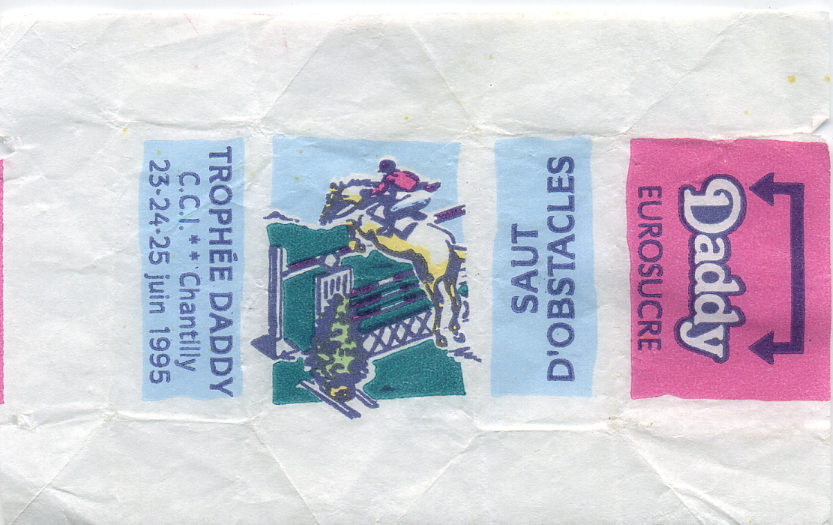 TROPHÉE DADDY
C.C.I. ** Chantilly
23-24-25 juin 1995
SAUT
D'OBSTACLES
Daddy
EUROSUCRE